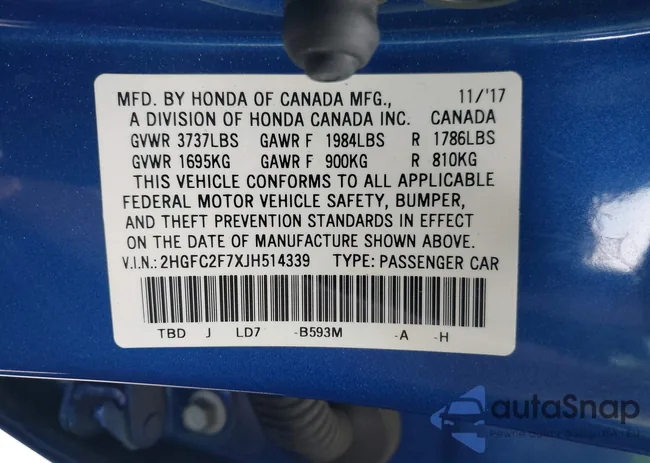 MFD. BY HONDA OF CANADA MFG., 11/'17
A DIVISION OF HONDA CANADA INC. CANADA
GVWR 3737LBS GAWR F 1984LBS R 1786LBS
GVWR 1695KG GAWR F 900KG R 810KG
THIS VEHICLE CONFORMS TO ALL APPLICABLE
FEDERAL MOTOR VEHICLE SAFETY, BUMPER,
AND THEFT PREVENTION STANDARDS IN EFFECT
ON THE DATE OF MANUFACTURE SHOWN ABOVE.
V.I.N.: 2HGFC2F7XJH514339 TYPE: PASSENGER CAR
TBD J LD7 -B593M -A -H
autoSnap